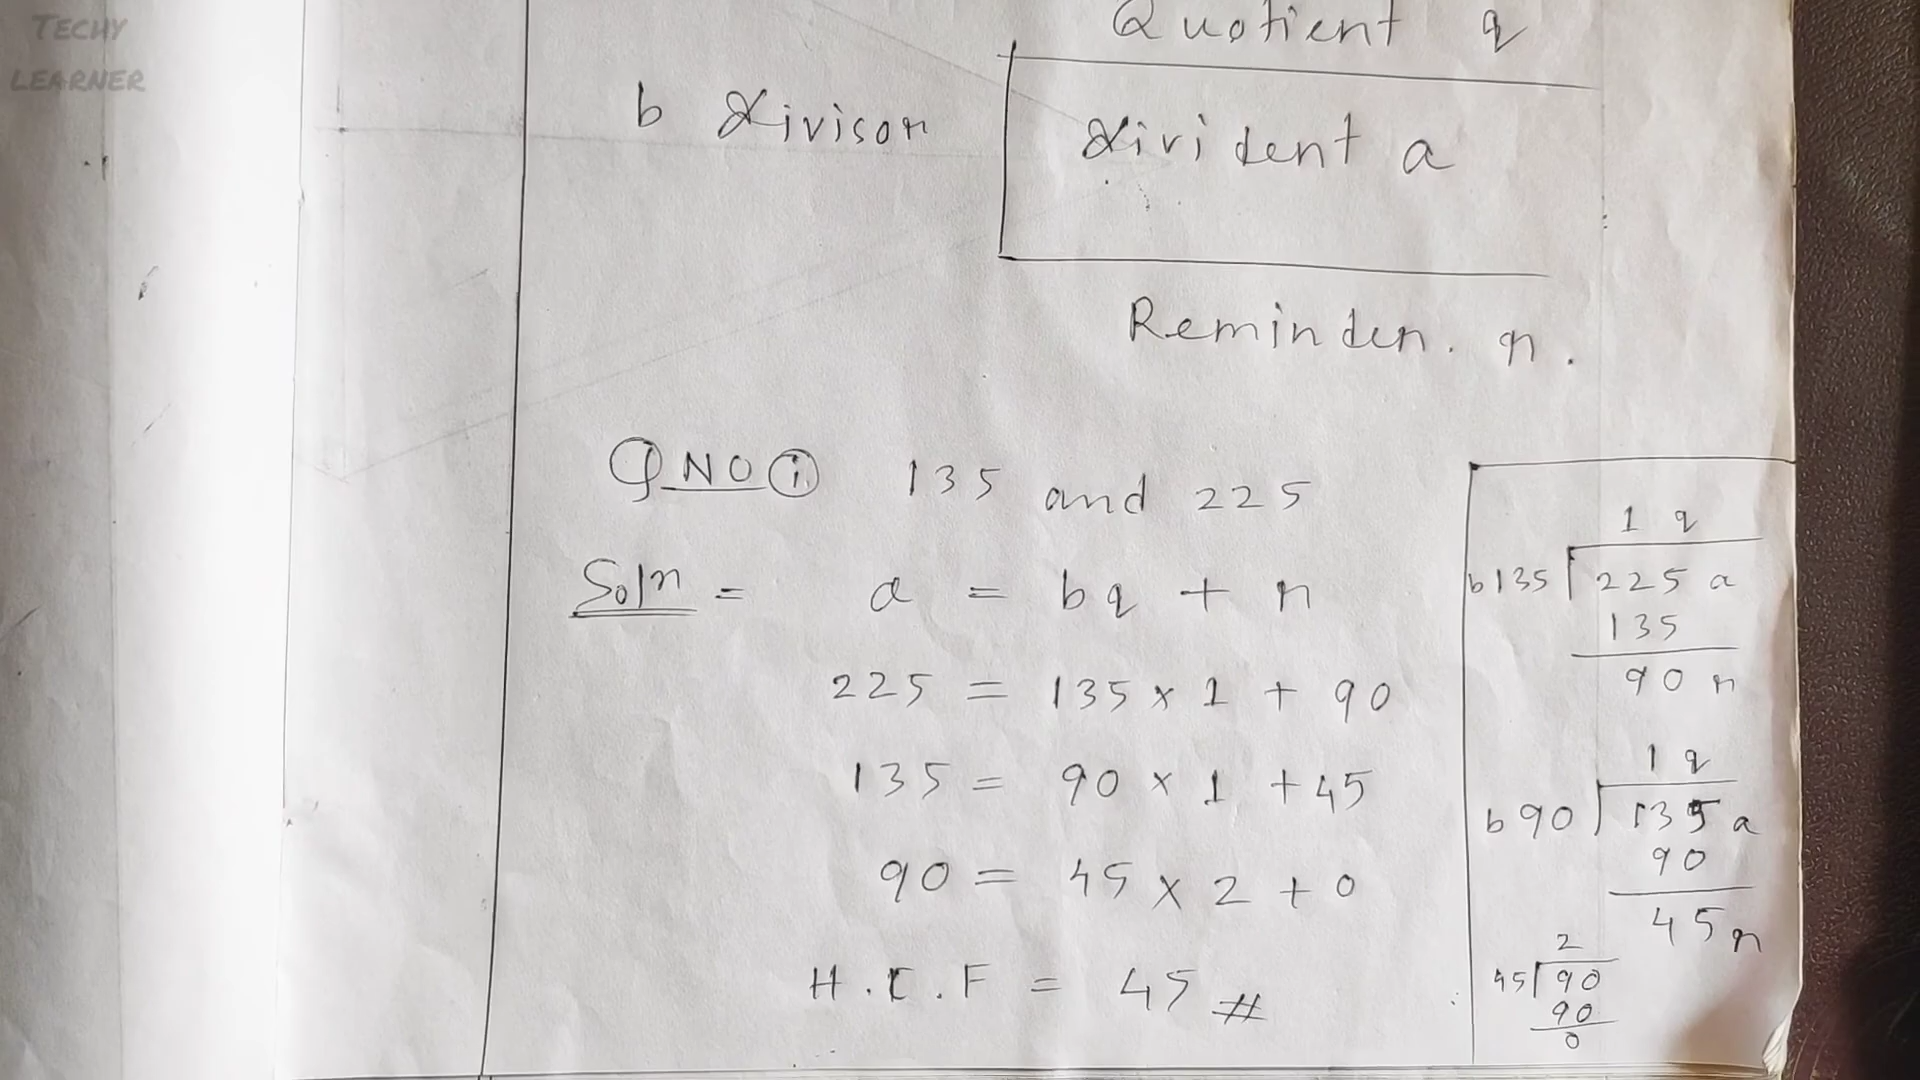 TECHY
LEARNER
Quotient q
b Divisor
Divident a
Reminder. r.
Q NO i 135 and 225
Soln = a = bq + r
225 = 135 × 1 + 90
135 = 90 × 1 + 45
90 = 45 × 2 + 0
H.C.F = 45 #
1 q
b 135 225 a
135
90 r
1 q
b 90 135 a
90
45 r
2
45 90
90
0